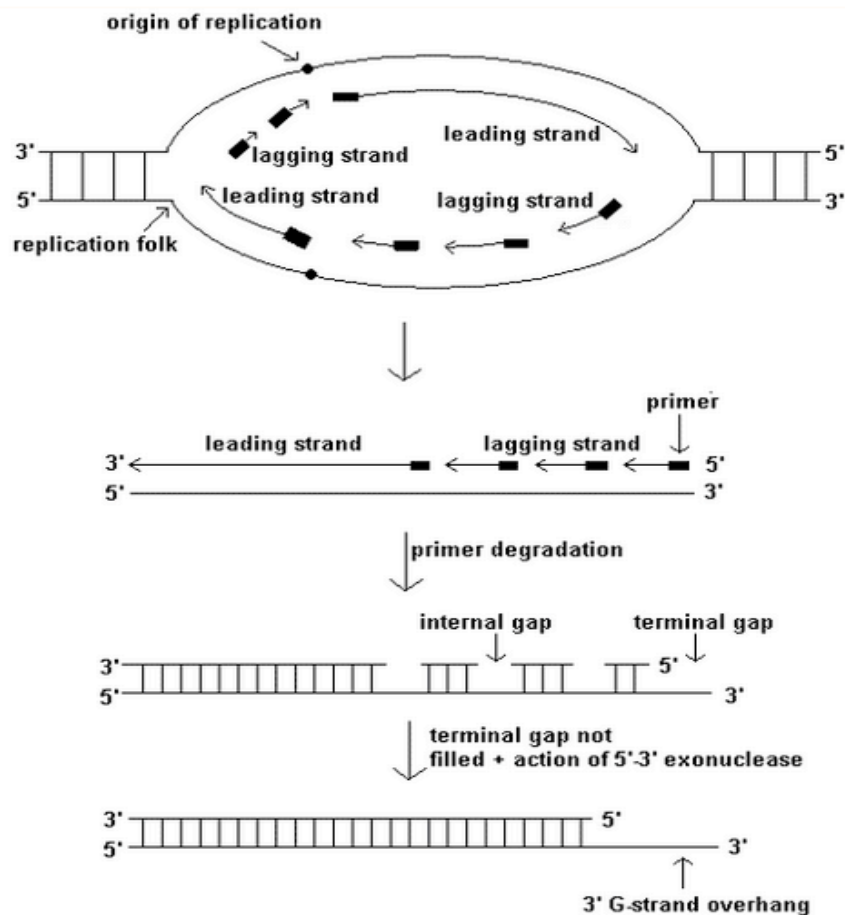 origin of replication
leading strand
3'
5'
lagging strand
5'
3'
leading strand
lagging strand
replication folk
primer
leading strand
lagging strand
3'
5'
5'
3'
primer degradation
internal gap
terminal gap
3'
5'
5'
3'
terminal gap not
filled + action of 5'-3' exonuclease
3'
5'
5'
3'
3' G-strand overhang